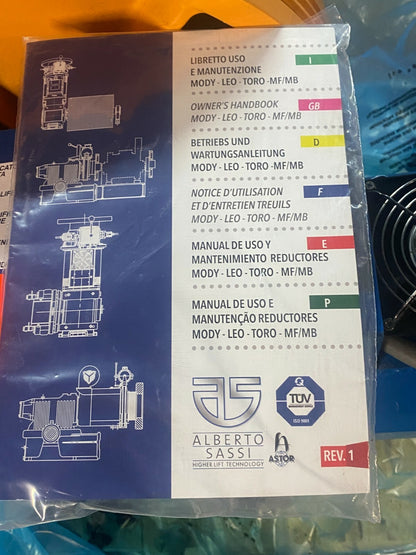 LIBRETTO USO
E MANUTENZIONE
MODY - LEO - TORO -MF/MB
I
OWNER'S HANDBOOK
MODY - LEO - TORO -MF/MB
GB
BETRIEBS UND
WARTUNGSANLEITUNG
MODY - LEO - TORO -MF/MB
D
NOTICE D'UTILISATION
ET D'ENTRETIEN TREUILS
MODY - LEO - TORO - MF/MB
F
MANUAL DE USO Y
MANTENIMIENTO REDUCTORES
MODY - LEO - TORO - MF/MB
E
MANUAL DE USO E
MANUTENÇÃO REDUCTORES
MODY - LEO - TORO - MF/MB
P
ALBERTO
SASSI
HIGHER LIFT TECHNOLOGY
TÜV
ISO 9001
ASTOR
REV. 1